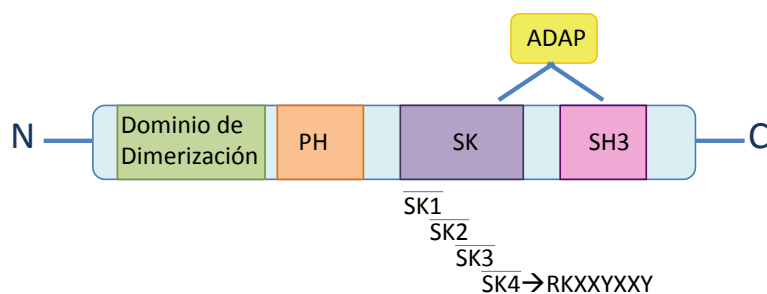 ADAP
N
Dominio de
Dimerización
PH
SK
SH3
C
SK1
SK2
SK3
SK4→RKXXYXXY